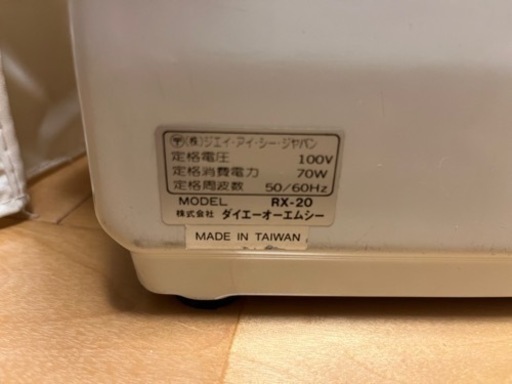 〒(株)ジエイ・アイ・シー・ジャパン
定格電圧 100V
定格消費電力 70W
定格周波数 50/60Hz
MODEL RX-20
株式会社 ダイエーオーエムシー
MADE IN TAIWAN